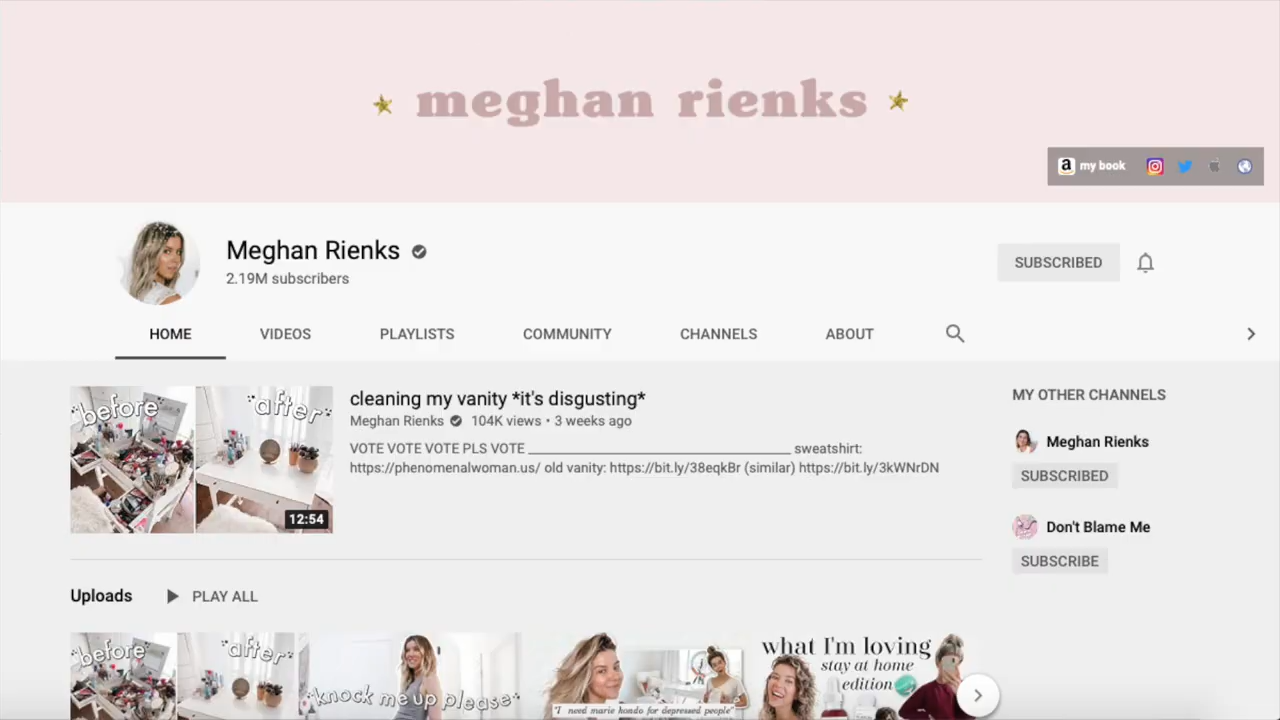 meghan rienks
my book
Meghan Rienks
2.19M subscribers
SUBSCRIBED
HOME VIDEOS PLAYLISTS COMMUNITY CHANNELS ABOUT
*before* *after*
12:54
cleaning my vanity *it's disgusting*
Meghan Rienks 104K views • 3 weeks ago
VOTE VOTE VOTE PLS VOTE ________________________________ sweatshirt:
https://phenomenalwoman.us/ old vanity: https://bit.ly/38eqkBr (similar) https://bit.ly/3kWNrDN
MY OTHER CHANNELS
Meghan Rienks
SUBSCRIBED
Don't Blame Me
SUBSCRIBE
Uploads PLAY ALL
*before* *after*
*knock me up please*
"I need marie kondo for depressed people"
what I'm loving
stay at home
edition